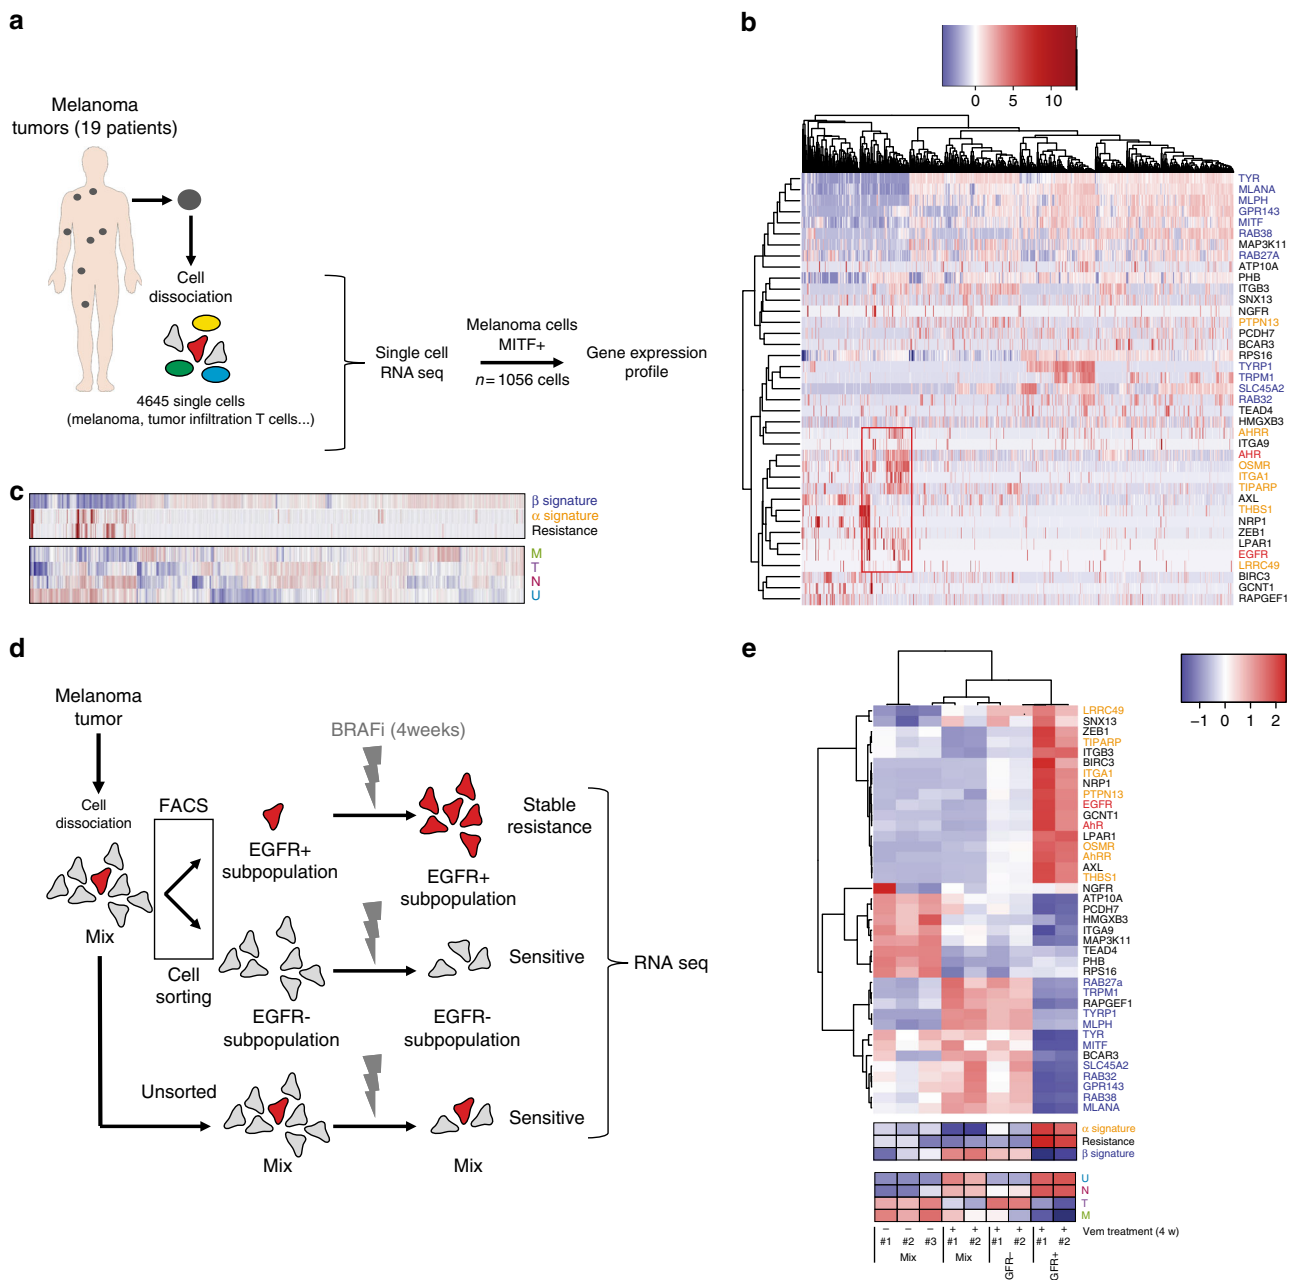 a
Melanoma
tumors (19 patients)
Cell
dissociation
4645 single cells
(melanoma, tumor infiltration T cells...)
Single cell
RNA seq
Melanoma cells
MITF+
n= 1056 cells
Gene expression
profile
b
0 5 10
TYR
MLANA
MLPH
GPR143
MITF
RAB38
MAP3K11
RAB27A
ATP10A
PHB
ITGB3
SNX13
NGFR
PTPN13
PCDH7
BCAR3
RPS16
TYRP1
TRPM1
SLC45A2
RAB32
TEAD4
HMGXB3
AHRR
ITGA9
AHR
OSMR
ITGA1
TIPARP
AXL
THBS1
NRP1
ZEB1
LPAR1
EGFR
LRRC49
BIRC3
GCNT1
RAPGEF1
c
β signature
α signature
Resistance
M
T
N
U
d
Melanoma
tumor
Cell
dissociation
Mix
FACS
Cell
sorting
BRAFi (4weeks)
EGFR+
subpopulation
EGFR+
subpopulation
Stable
resistance
EGFR-
subpopulation
EGFR-
subpopulation
Sensitive
Unsorted
Mix
Mix
Sensitive
RNA seq
e
−1 0 1 2
LRRC49
SNX13
ZEB1
TIPARP
ITGB3
BIRC3
ITGA1
NRP1
PTPN13
EGFR
GCNT1
AhR
LPAR1
OSMR
AhRR
AXL
THBS1
NGFR
ATP10A
PCDH7
HMGXB3
ITGA9
MAP3K11
TEAD4
PHB
RPS16
RAB27a
TRPM1
RAPGEF1
TYRP1
MLPH
TYR
MITF
BCAR3
SLC45A2
RAB32
GPR143
RAB38
MLANA
α signature
Resistance
β signature
U
N
T
M
− − − + + + + + + Vem treatment (4 w)
#1 #2 #3 #1 #2 #1 #2 #1 #2
Mix Mix GFR− GFR+